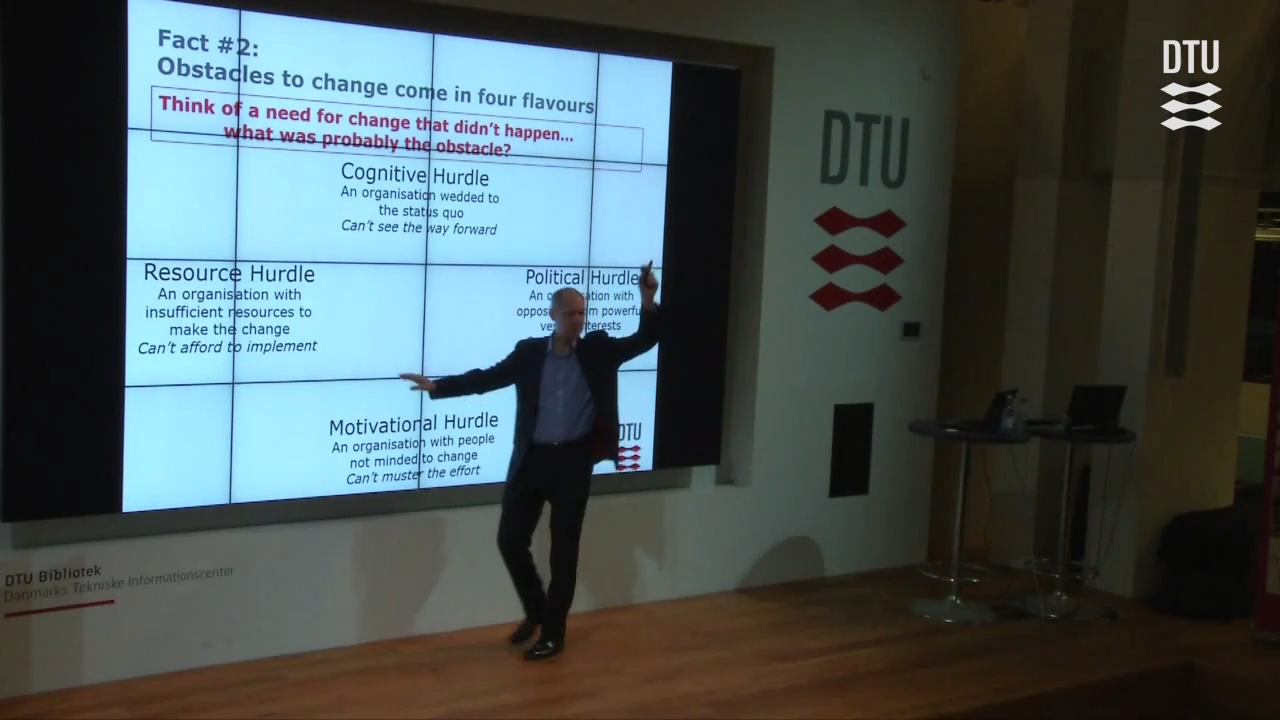 Fact #2:
Obstacles to change come in four flavours
Think of a need for change that didn't happen...
what was probably the obstacle?
Cognitive Hurdle
An organisation wedded to
the status quo
Can't see the way forward
Resource Hurdle
An organisation with
insufficient resources to
make the change
Can't afford to implement
Political Hurdle
An with
Motivational Hurdle
An organisation with people
not minded to change
Can't muster the effort
DTU
DTU
DTU
DTU Bibliotek
Danmarks Tekniske Informationscenter